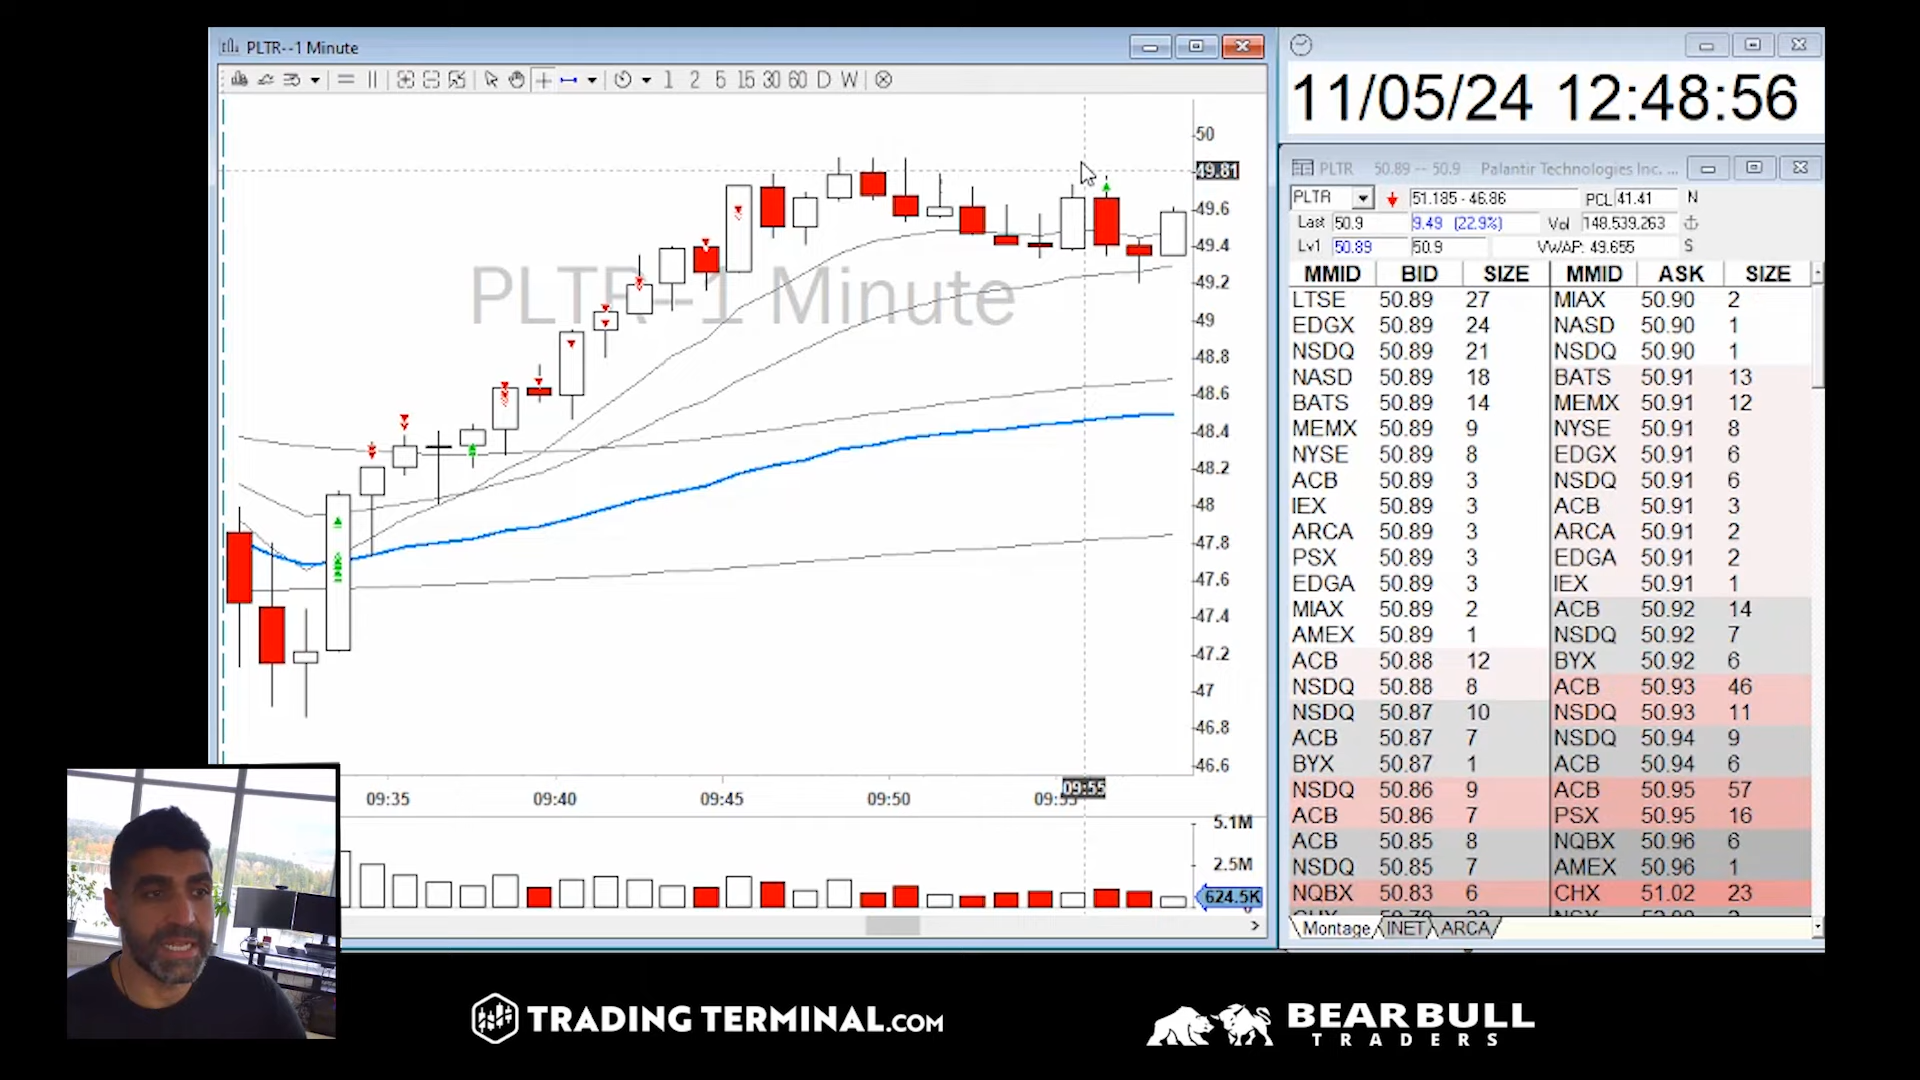 PLTR--1 Minute
1 2 5 15 30 60 D W
PLTR--1 Minute
50
49.81
49.6
49.4
49.2
49
48.8
48.6
48.4
48.2
48
47.8
47.6
47.4
47.2
47
46.8
46.6
09:35 09:40 09:45 09:50 09:55 09:55
5.1M
2.5M
624.5K
0
11/05/24 12:48:56
PLTR 50.89 -- 50.9 Palantir Technologies Inc. ...
PLTR 51.185 - 46.86 PCL 41.41 N
Last 50.9 9.49 (22.9%) Vol 148,539,263
Lv1 50.89 50.9 VWAP: 49.655 S
MMID BID SIZE MMID ASK SIZE
LTSE 50.89 27 MIAX 50.90 2
EDGX 50.89 24 NASD 50.90 1
NSDQ 50.89 21 NSDQ 50.90 1
NASD 50.89 18 BATS 50.91 13
BATS 50.89 14 MEMX 50.91 12
MEMX 50.89 9 NYSE 50.91 8
NYSE 50.89 8 EDGX 50.91 6
ACB 50.89 3 NSDQ 50.91 6
IEX 50.89 3 ACB 50.91 3
ARCA 50.89 3 ARCA 50.91 2
PSX 50.89 3 EDGA 50.91 2
EDGA 50.89 3 IEX 50.91 1
MIAX 50.89 2 ACB 50.92 14
AMEX 50.89 1 NSDQ 50.92 7
ACB 50.88 12 BYX 50.92 6
NSDQ 50.88 8 ACB 50.93 46
NSDQ 50.87 10 NSDQ 50.93 11
ACB 50.87 7 NSDQ 50.94 9
BYX 50.87 1 ACB 50.94 6
NSDQ 50.86 9 ACB 50.95 57
ACB 50.86 7 PSX 50.95 16
ACB 50.85 8 NQBX 50.96 6
NSDQ 50.85 7 AMEX 50.96 1
NQBX 50.83 6 CHX 51.02 23
Montage INET ARCA
TRADING TERMINAL.COM
BEAR BULL
TRADERS